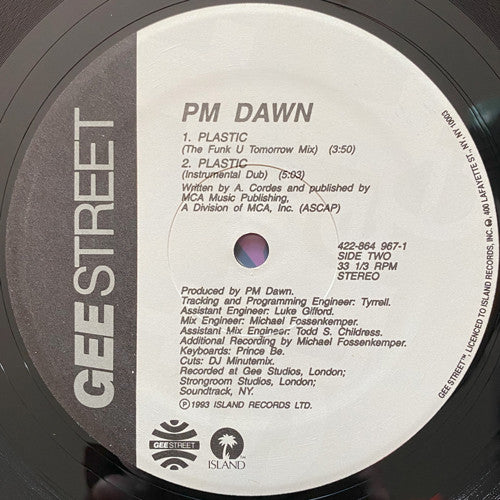 GEE STREET
PM DAWN
1. PLASTIC
(The Funk U Tomorrow Mix) (3:50)
2. PLASTIC
(Instrumental Dub) (5:03)
Written by A. Cordes and published by
MCA Music Publishing,
A Division of MCA, Inc. (ASCAP)
422-864 967-1
SIDE TWO
33 1/3 RPM
STEREO
Produced by PM Dawn.
Tracking and Programming Engineer: Tyrrell.
Assistant Engineer: Luke Gifford.
Mix Engineer: Michael Fossenkemper.
Assistant Mix Engineer: Todd S. Childress.
Additional Recording by Michael Fossenkemper.
Keyboards: Prince Be.
Cuts: DJ Minutemix.
Recorded at Gee Studios, London;
Strongroom Studios, London;
Soundtrack, NY.
℗1993 ISLAND RECORDS LTD.
GEE STREET
ISLAND
GEE STREET™, LICENCED TO ISLAND RECORDS, INC. 400 LAFAYETTE ST., NY, NY 10003